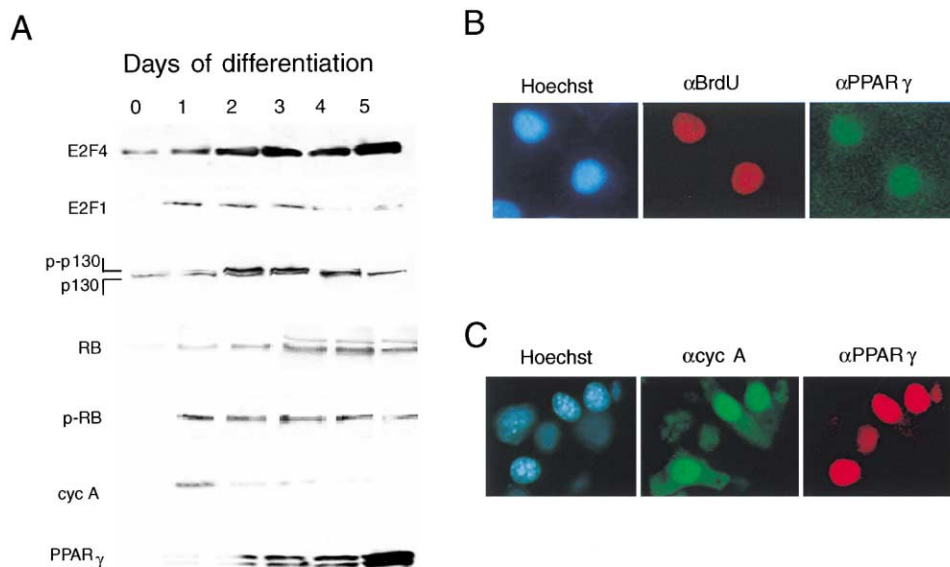 A
Days of differentiation
0 1 2 3 4 5
E2F4
E2F1
p-p130
p130
RB
p-RB
cyc A
PPARγ
B
Hoechst αBrdU αPPARγ
C
Hoechst αcyc A αPPARγ